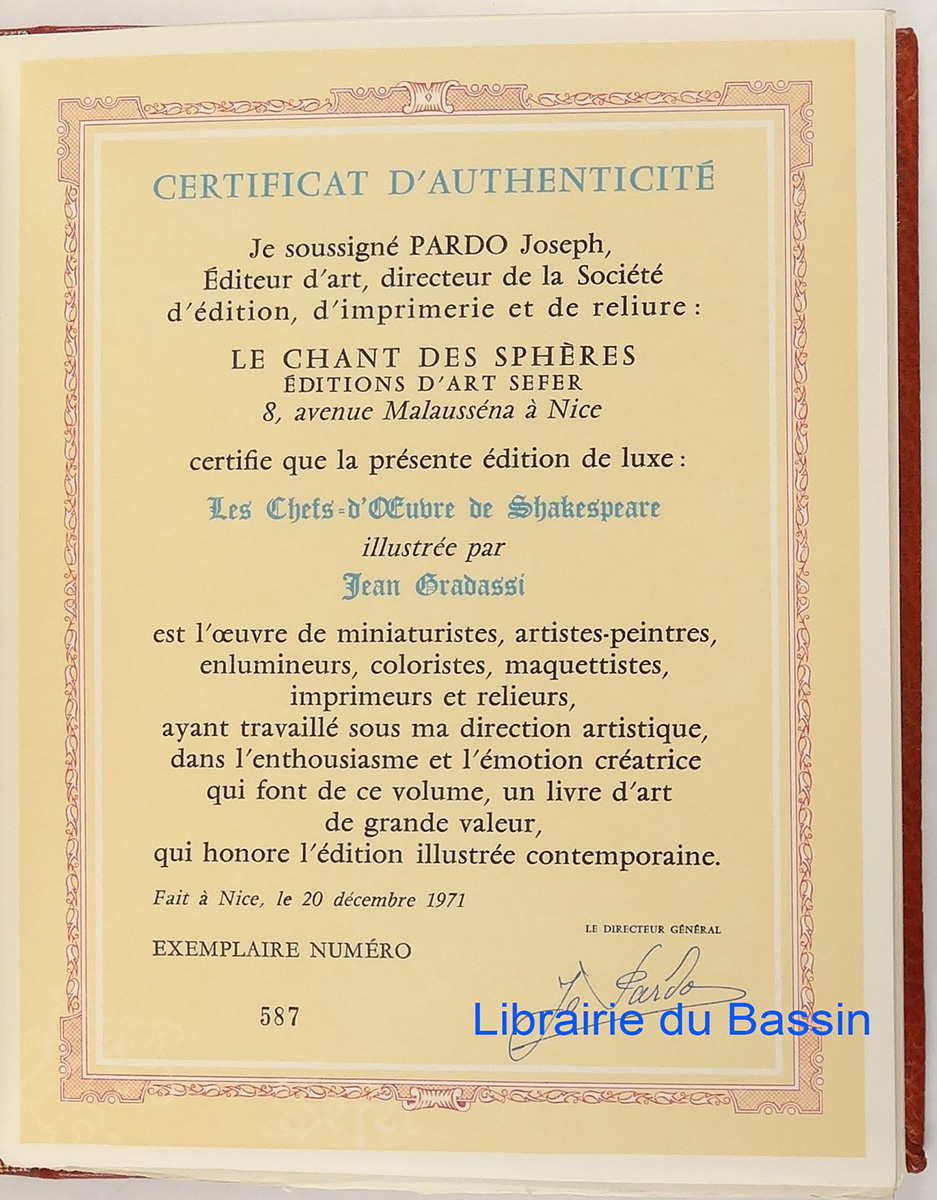 CERTIFICAT D'AUTHENTICITÉ
Je soussigné PARDO Joseph,
Éditeur d'art, directeur de la Société
d'édition, d'imprimerie et de reliure :
LE CHANT DES SPHÈRES
ÉDITIONS D'ART SEFER
8, avenue Malausséna à Nice
certifie que la présente édition de luxe :
Les Chefs=d'Œuvre de Shakespeare
illustrée par
Jean Gradassi
est l'œuvre de miniaturistes, artistes-peintres,
enlumineurs, coloristes, maquettistes,
imprimeurs et relieurs,
ayant travaillé sous ma direction artistique,
dans l'enthousiasme et l'émotion créatrice
qui font de ce volume, un livre d'art
de grande valeur,
qui honore l'édition illustrée contemporaine.
Fait à Nice, le 20 décembre 1971
LE DIRECTEUR GÉNÉRAL
EXEMPLAIRE NUMÉRO
Pardo
587
Librairie du Bassin